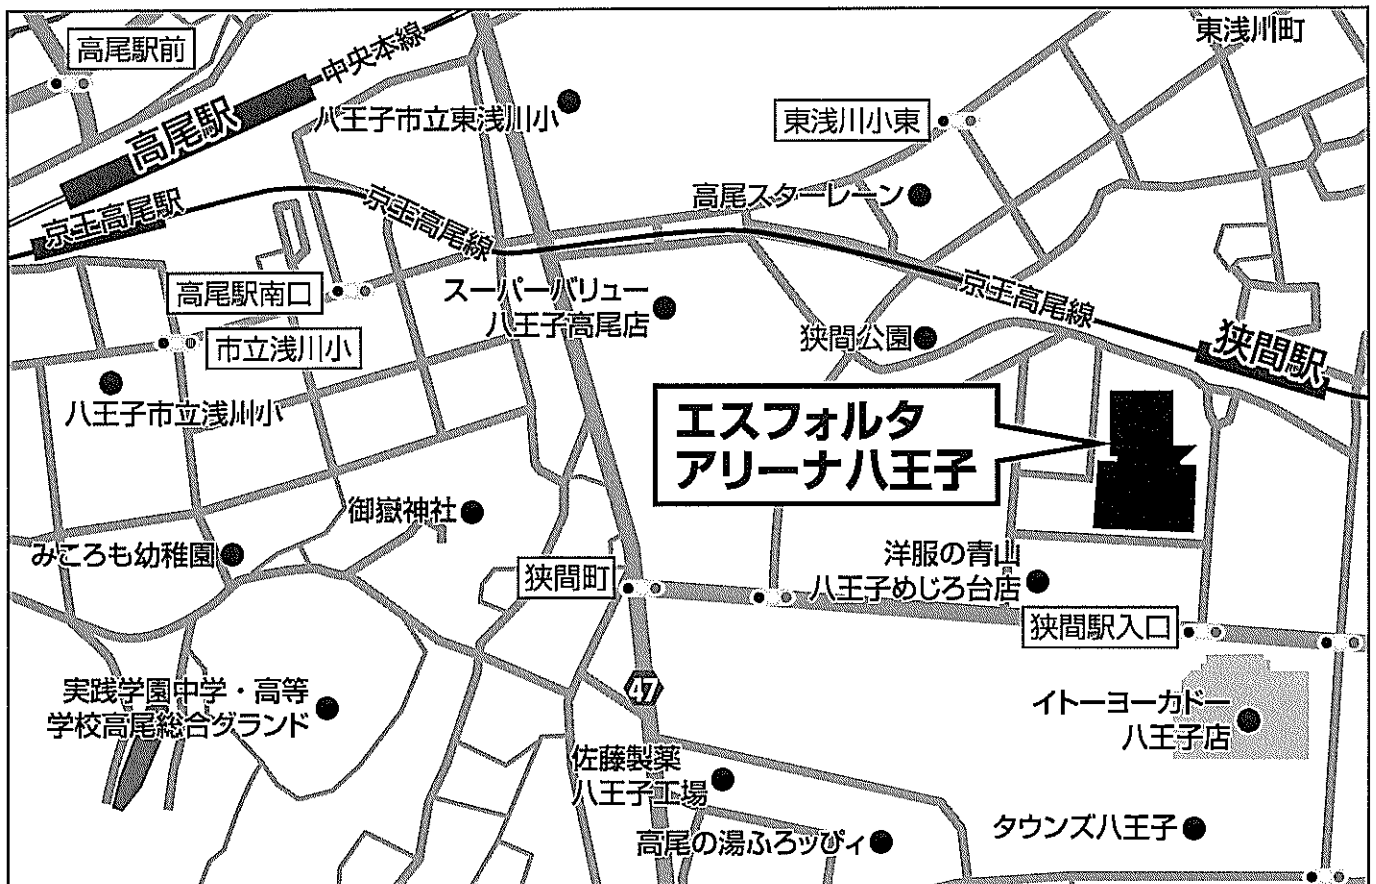 高尾駅前
中央本線
東浅川町
高尾駅
八王子市立東浅川小
東浅川小東
高尾スターレーン
京王高尾駅
京王高尾線
高尾駅南口
スーパーバリュー
八王子高尾店
京王高尾線
狭間駅
市立浅川小
狭間公園
八王子市立浅川小
エスフォルタ
アリーナ八王子
御嶽神社
みころも幼稚園
狭間町
洋服の青山
八王子めじろ台店
狭間駅入口
47
実践学園中学・高等
学校高尾総合グランド
イトーヨーカドー
八王子店
佐藤製薬
八王子工場
高尾の湯ふろッぴィ
タウンズ八王子